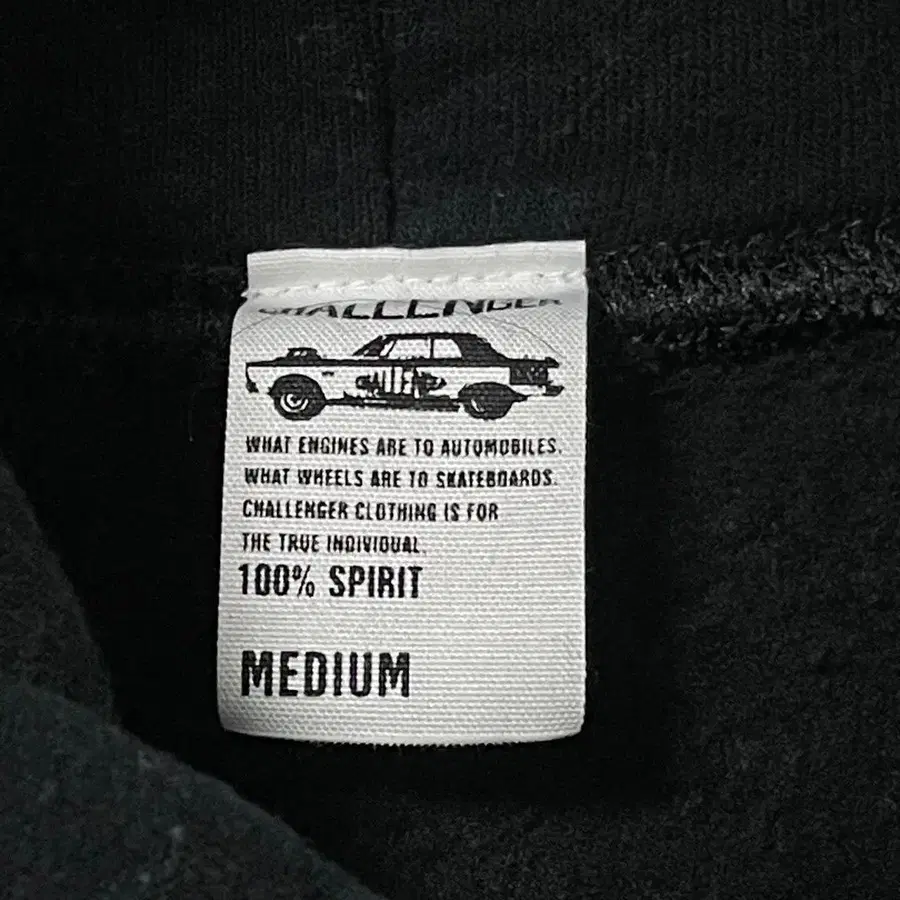 CHALLENGER
WHAT ENGINES ARE TO AUTOMOBILES.
WHAT WHEELS ARE TO SKATEBOARDS.
CHALLENGER CLOTHING IS FOR
THE TRUE INDIVIDUAL.
100% SPIRIT
MEDIUM